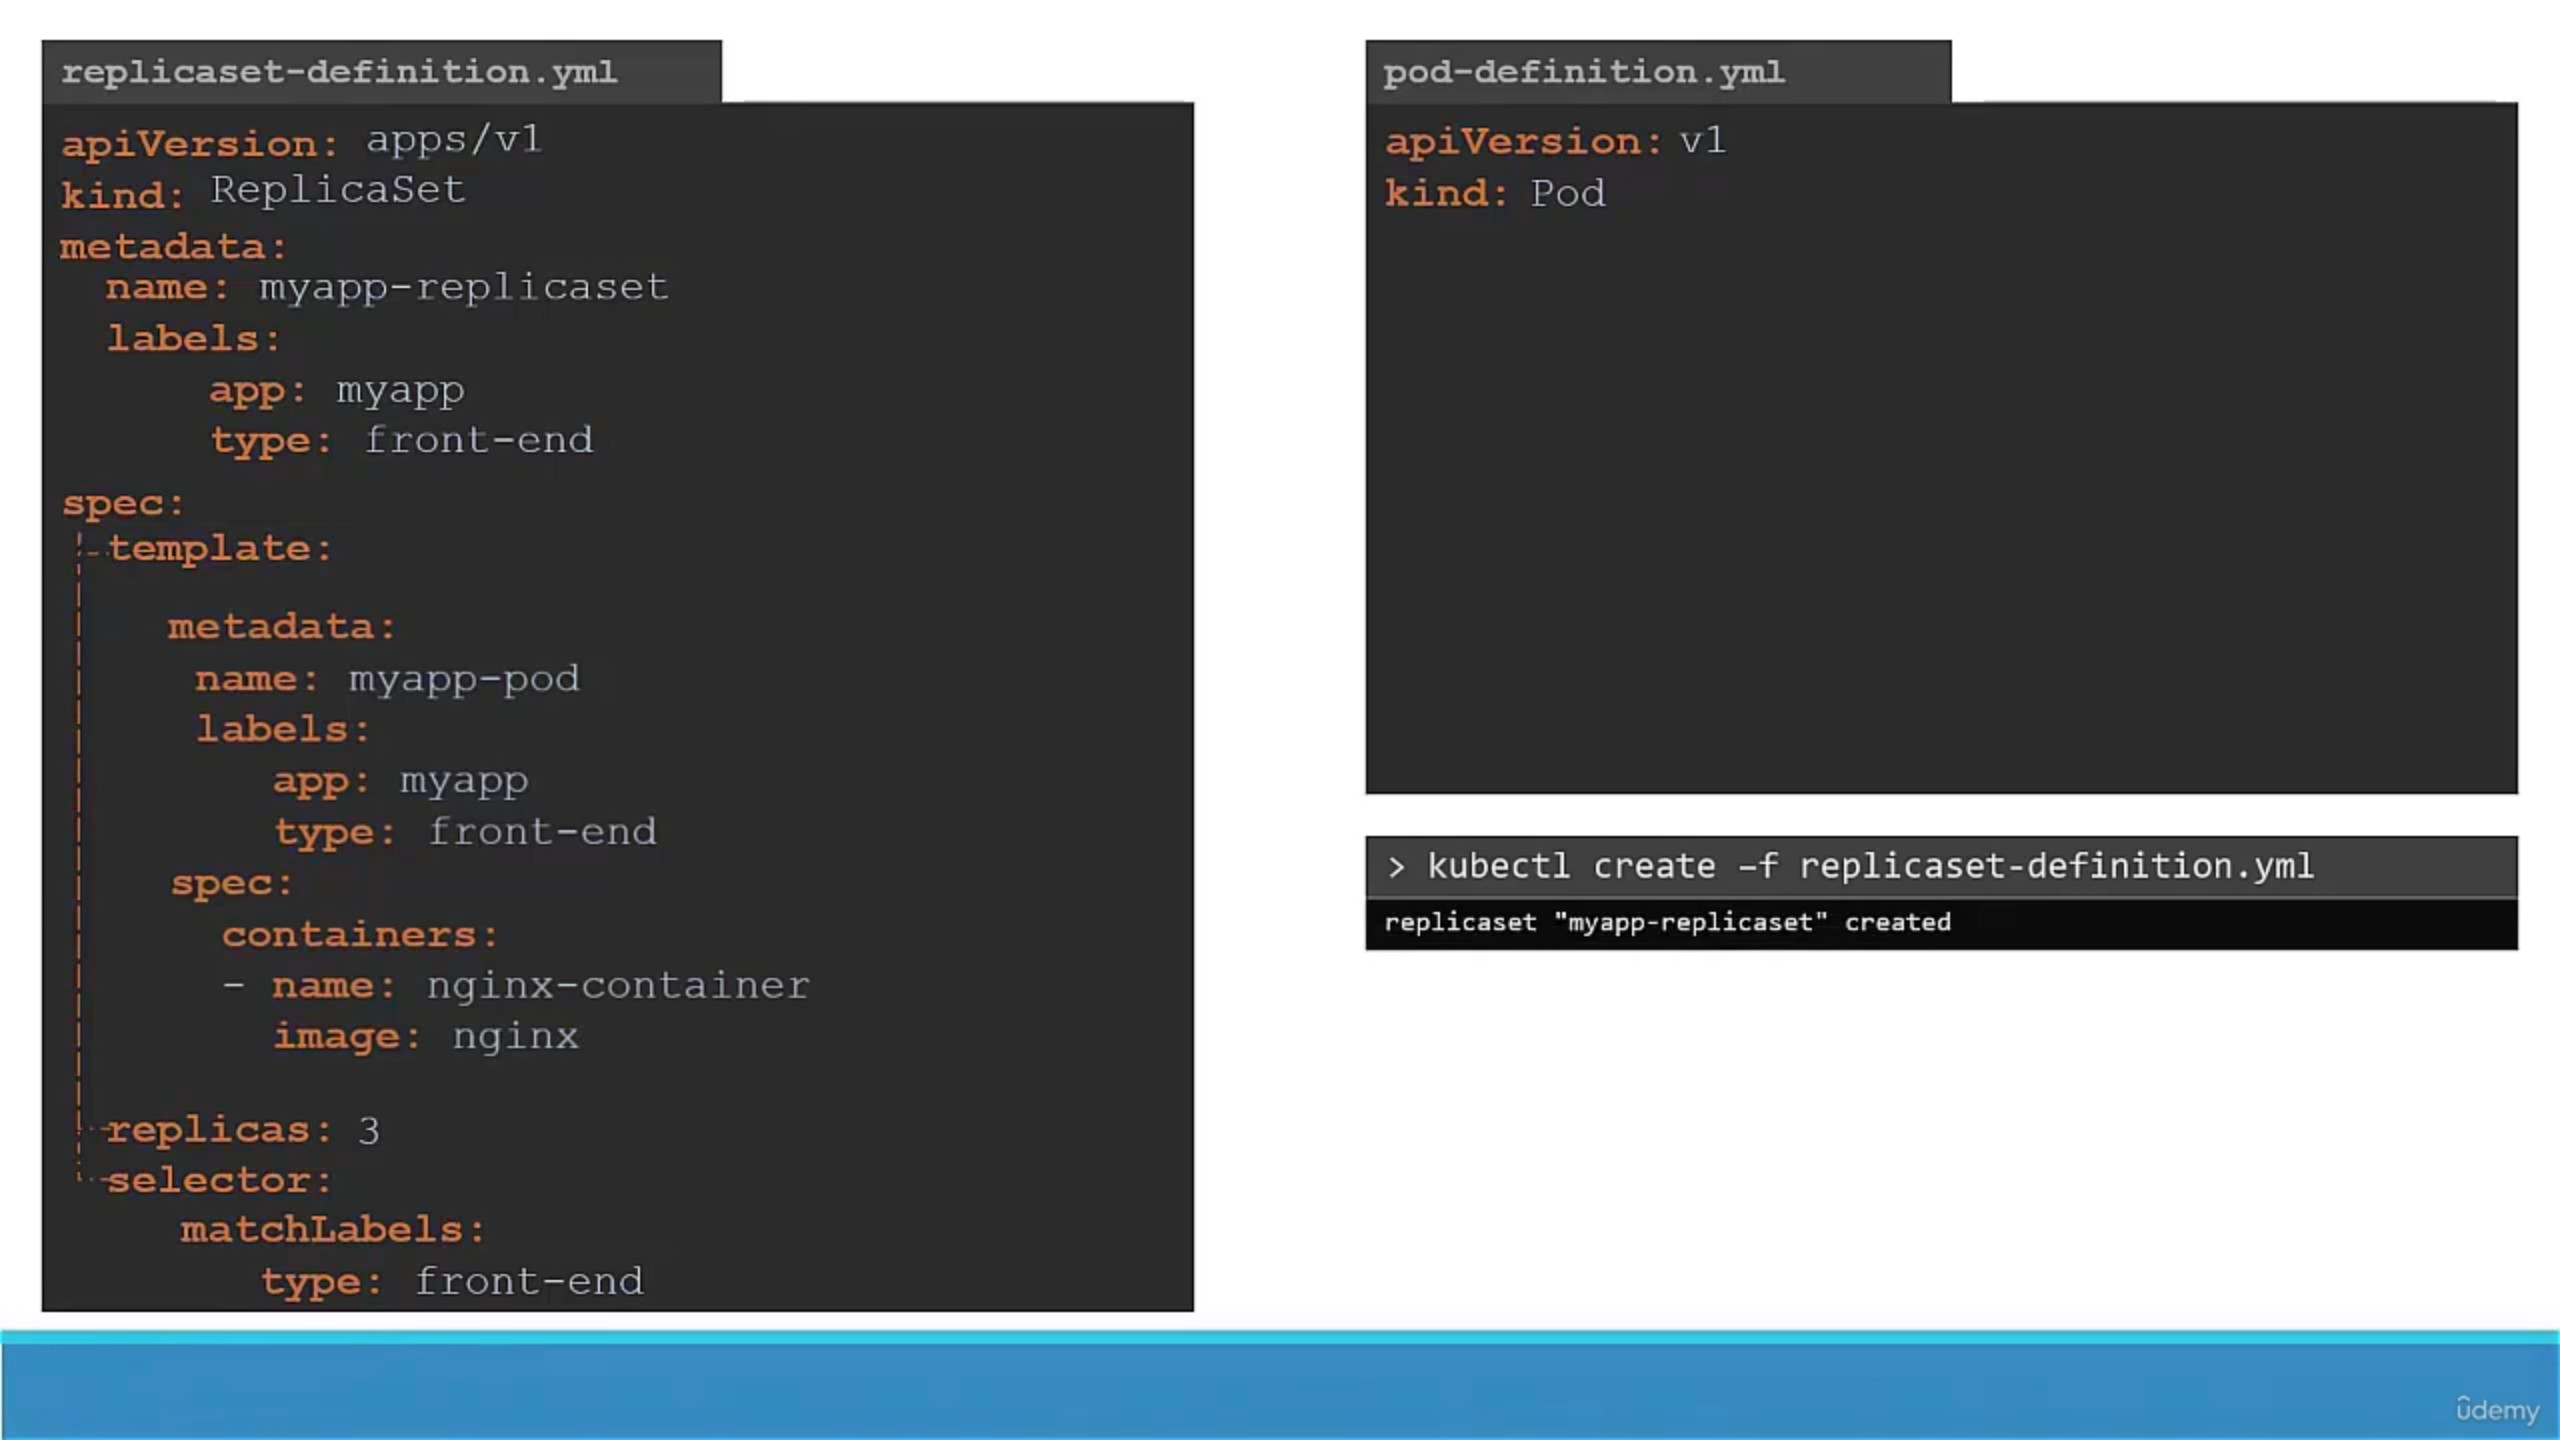 replicaset-definition.yml
apiVersion: apps/v1
kind: ReplicaSet
metadata:
name: myapp-replicaset
labels:
app: myapp
type: front-end
spec:
template:
metadata:
name: myapp-pod
labels:
app: myapp
type: front-end
spec:
containers:
- name: nginx-container
image: nginx
replicas: 3
selector:
matchLabels:
type: front-end
pod-definition.yml
apiVersion: v1
kind: Pod
> kubectl create –f replicaset-definition.yml
replicaset "myapp-replicaset" created
ûdemy